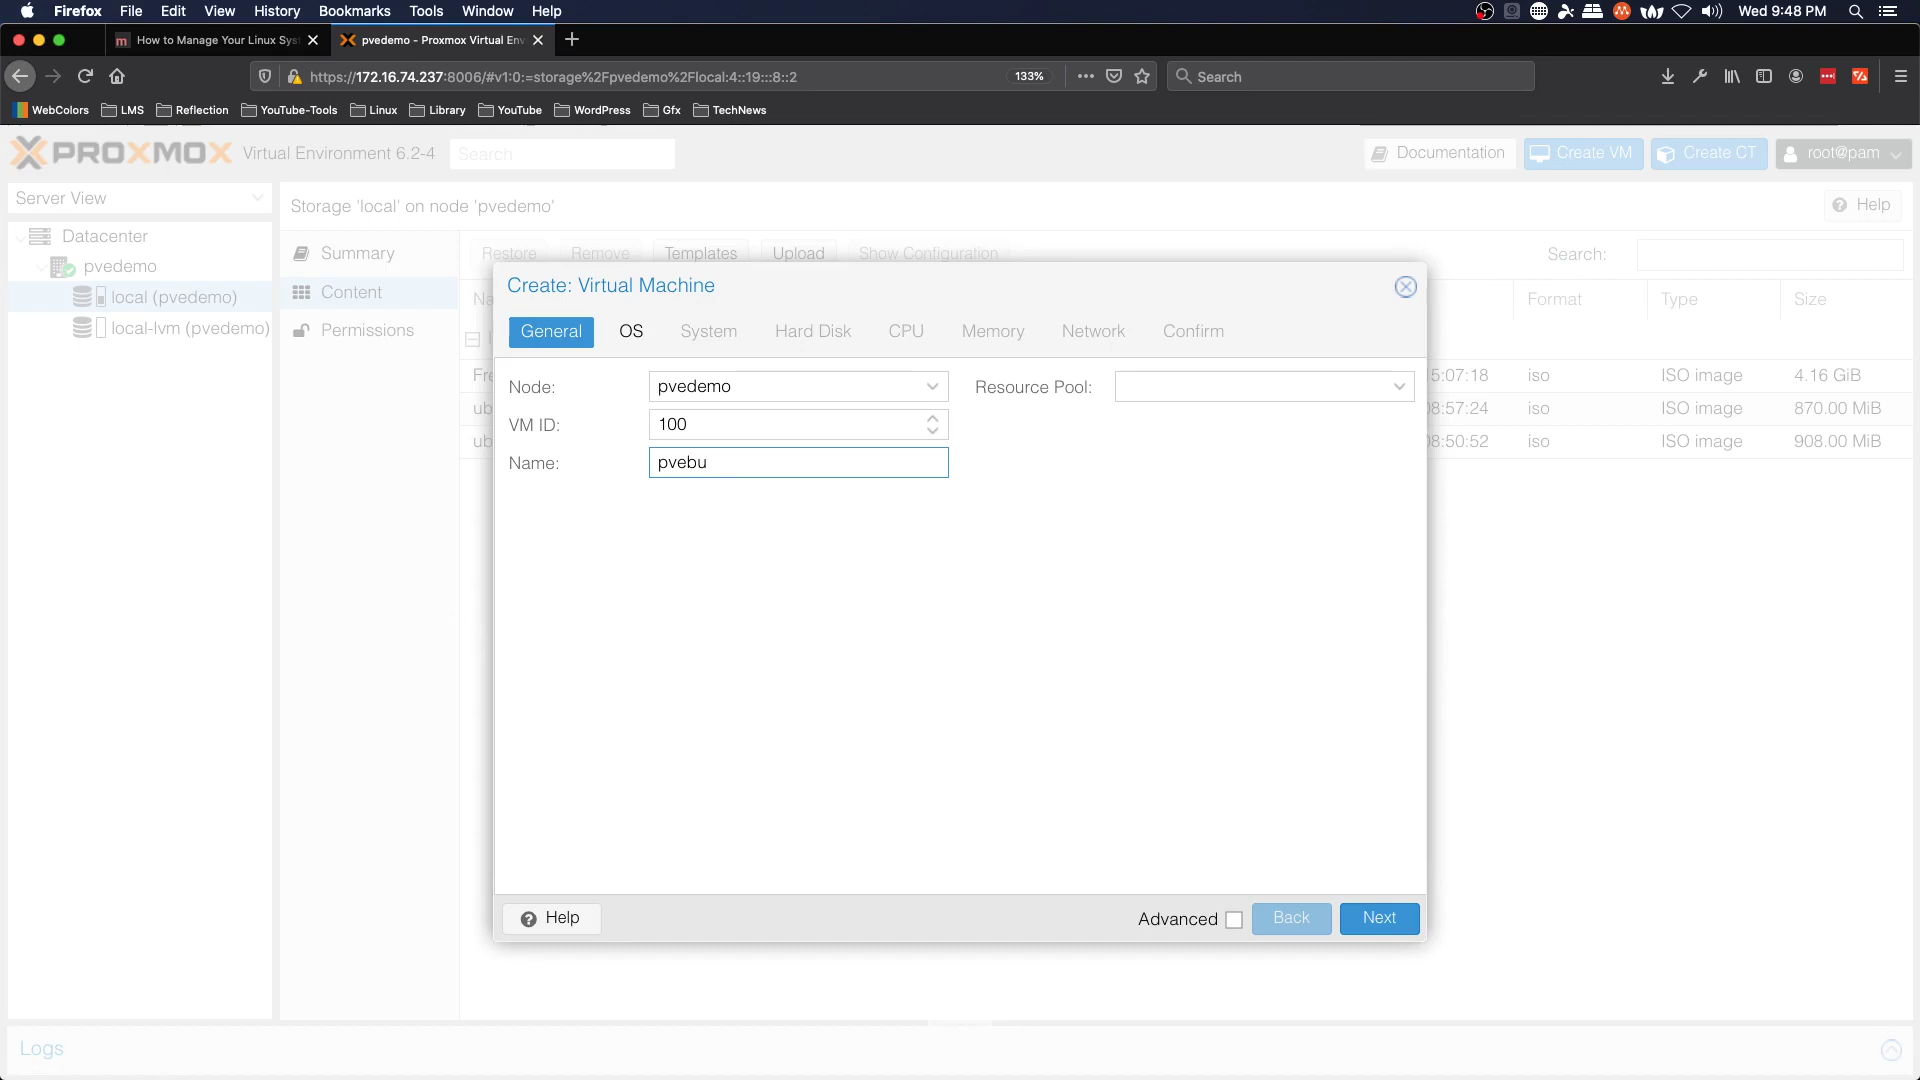 Firefox File Edit View History Bookmarks Tools Window Help Wed 9:48 PM
How to Manage Your Linux Sys pvedemo - Proxmox Virtual Env
https://172.16.74.237:8006/#v1:0:=storage%2Fpvedemo%2Flocal:4::19:::8::2 133% Search
WebColors LMS Reflection YouTube-Tools Linux Library YouTube WordPress Gfx TechNews
PROXMOX Virtual Environment 6.2-4 Search Documentation Create VM Create CT root@pam
Server View Storage 'local' on node 'pvedemo' Help
Datacenter
pvedemo
local (pvedemo)
local-lvm (pvedemo)
Summary
Content
Permissions
Restore Remove Templates Upload Show Configuration Search:
Na Format Type Size
Fre 5:07:18 iso ISO image 4.16 GiB
ub 08:57:24 iso ISO image 870.00 MiB
ub 08:50:52 iso ISO image 908.00 MiB
Create: Virtual Machine
General OS System Hard Disk CPU Memory Network Confirm
Node: pvedemo Resource Pool:
VM ID: 100
Name: pvebu
Help Advanced Back Next
Logs